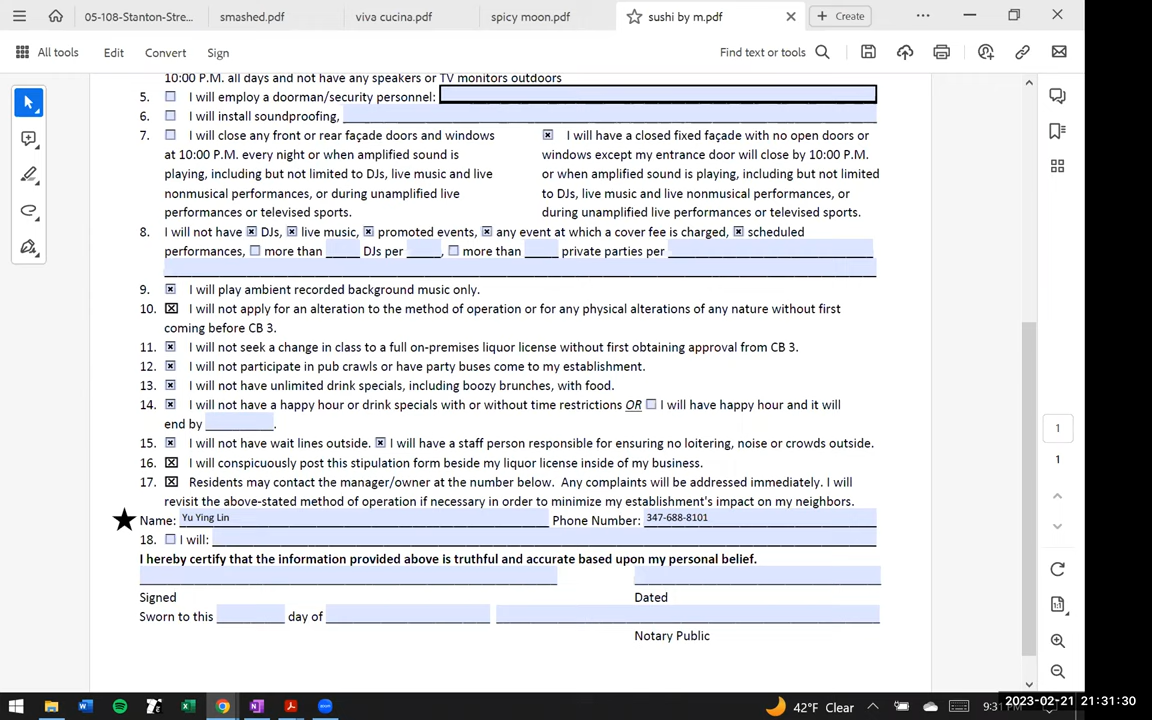 05-108-Stanton-Stre...
smashed.pdf
viva cucina.pdf
spicy moon.pdf
sushi by m.pdf
Create
All tools
Edit
Convert
Sign
Find text or tools
10:00 P.M. all days and not have any speakers or TV monitors outdoors
5. I will employ a doorman/security personnel:
6. I will install soundproofing,
7. I will close any front or rear façade doors and windows
at 10:00 P.M. every night or when amplified sound is
playing, including but not limited to DJs, live music and live
nonmusical performances, or during unamplified live
performances or televised sports.
I will have a closed fixed façade with no open doors or
windows except my entrance door will close by 10:00 P.M.
or when amplified sound is playing, including but not limited
to DJs, live music and live nonmusical performances, or
during unamplified live performances or televised sports.
8. I will not have DJs, live music, promoted events, any event at which a cover fee is charged, scheduled
performances, more than _____ DJs per _____, more than _____ private parties per
9. I will play ambient recorded background music only.
10. I will not apply for an alteration to the method of operation or for any physical alterations of any nature without first
coming before CB 3.
11. I will not seek a change in class to a full on-premises liquor license without first obtaining approval from CB 3.
12. I will not participate in pub crawls or have party buses come to my establishment.
13. I will not have unlimited drink specials, including boozy brunches, with food.
14. I will not have a happy hour or drink specials with or without time restrictions OR I will have happy hour and it will
end by __________.
15. I will not have wait lines outside. I will have a staff person responsible for ensuring no loitering, noise or crowds outside.
16. I will conspicuously post this stipulation form beside my liquor license inside of my business.
17. Residents may contact the manager/owner at the number below. Any complaints will be addressed immediately. I will
revisit the above-stated method of operation if necessary in order to minimize my establishment's impact on my neighbors.
Name: Yu Ying Lin Phone Number: 347-688-8101
18. I will:
I hereby certify that the information provided above is truthful and accurate based upon my personal belief.
Signed Dated
Sworn to this day of
Notary Public
1
1
42°F Clear
9:31
2023-02-21 21:31:30